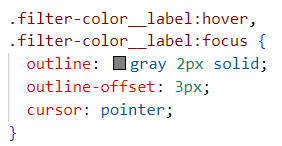 .filter-color__label:hover,
.filter-color__label:focus {
  outline: gray 2px solid;
  outline-offset: 3px;
  cursor: pointer;
}